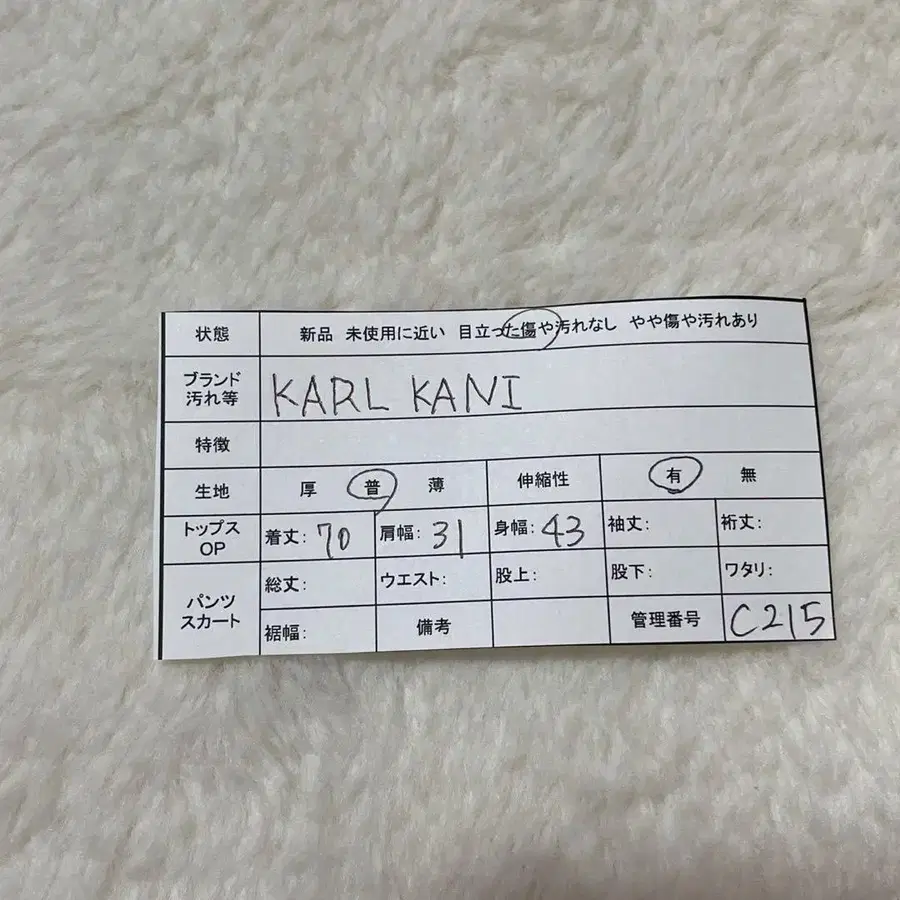 状態 新品 未使用に近い 目立った傷や汚れなし やや傷や汚れあり
ブランド
汚れ等 KARL KANI
特徴
生地 厚 普 薄 伸縮性 有 無
トップス
OP 着丈: 70 肩幅: 31 身幅: 43 袖丈: 裄丈:
パンツ
スカート 総丈: ウエスト: 股上: 股下: ワタリ:
裾幅: 備考 管理番号 C215